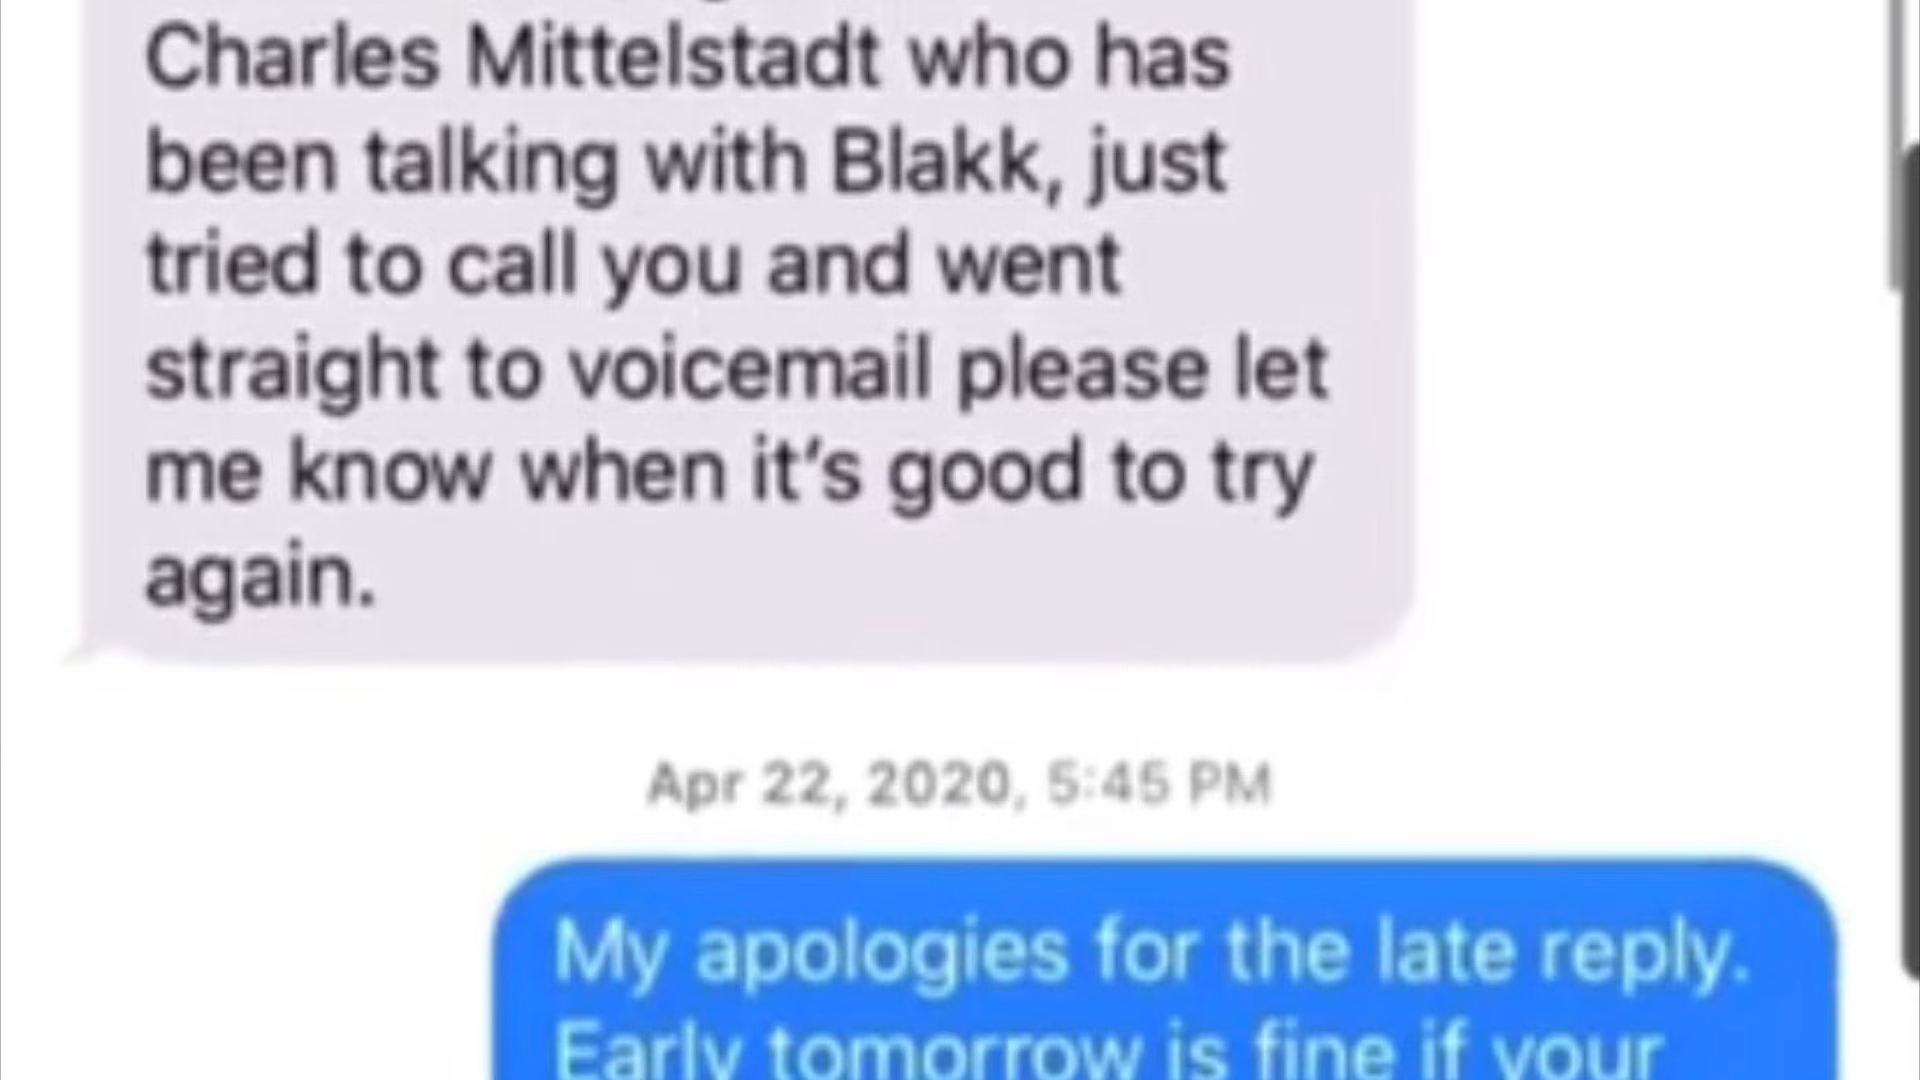 Charles Mittelstadt who has
been talking with Blakk, just
tried to call you and went
straight to voicemail please let
me know when it's good to try
again.
Apr 22, 2020, 5:45 PM
My apologies for the late reply.
Early tomorrow is fine if your